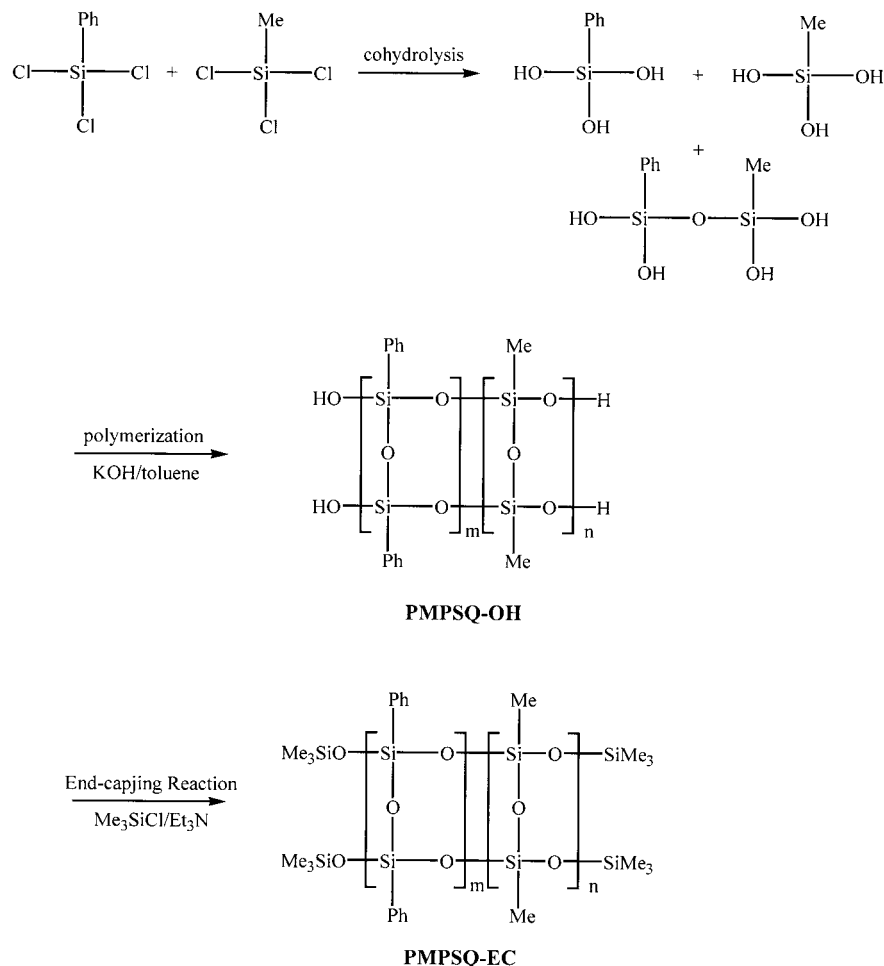 Ph Me Ph Me
cohydrolysis
Cl Si Cl + Cl Si Cl HO Si OH + HO Si OH
Cl Cl OH OH
+
Ph Me
HO Si O Si OH
OH OH
Ph Me
HO Si O Si O H
polymerization
O O
KOH/toluene
HO Si O Si O H
m n
Ph Me
PMPSQ-OH
Ph Me
Me3SiO Si O Si O SiMe3
End-capjing Reaction
O O
Me3SiCl/Et3N
Me3SiO Si O Si O SiMe3
m n
Ph Me
PMPSQ-EC